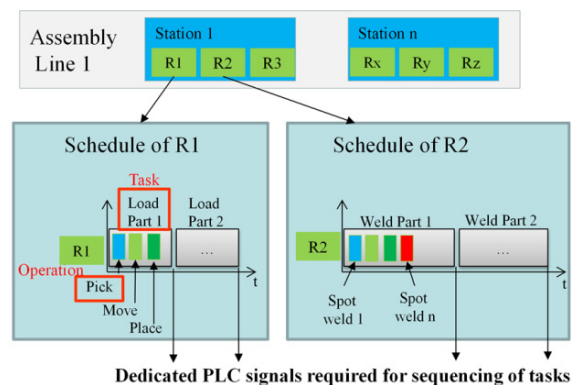 Assembly
Line 1
Station 1
R1 R2 R3
Station n
Rx Ry Rz
Schedule of R1
Task
Load
Part 1
Load
Part 2
R1
...
Operation
Pick
Move
Place
t
Schedule of R2
Weld Part 1
Weld Part 2
R2
...
t
Spot
weld 1
Spot
weld n
Dedicated PLC signals required for sequencing of tasks